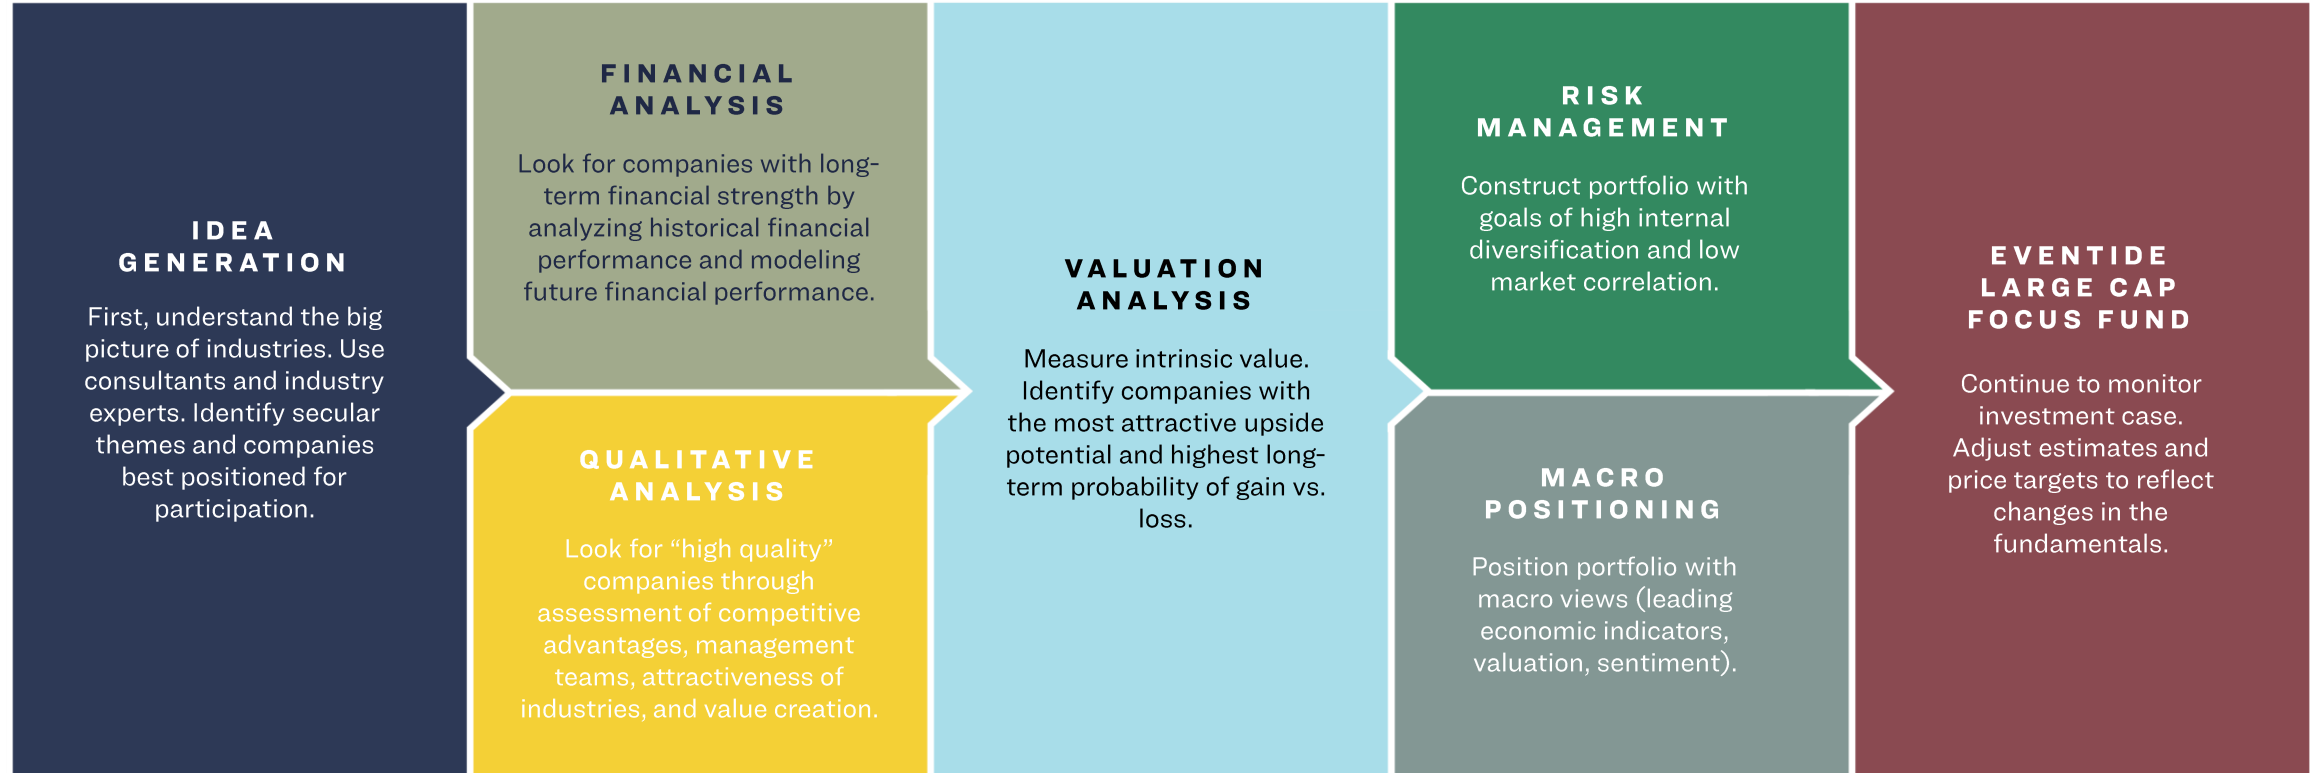 IDEA
GENERATION
First, understand the big
picture of industries. Use
consultants and industry
experts. Identify secular
themes and companies
best positioned for
participation.
FINANCIAL
ANALYSIS
Look for companies with long-
term financial strength by
analyzing historical financial
performance and modeling
future financial performance.
QUALITATIVE
ANALYSIS
Look for “high quality”
companies through
assessment of competitive
advantages, management
teams, attractiveness of
industries, and value creation.
VALUATION
ANALYSIS
Measure intrinsic value.
Identify companies with
the most attractive upside
potential and highest long-
term probability of gain vs.
loss.
RISK
MANAGEMENT
Construct portfolio with
goals of high internal
diversification and low
market correlation.
MACRO
POSITIONING
Position portfolio with
macro views (leading
economic indicators,
valuation, sentiment).
EVENTIDE
LARGE CAP
FOCUS FUND
Continue to monitor
investment case.
Adjust estimates and
price targets to reflect
changes in the
fundamentals.